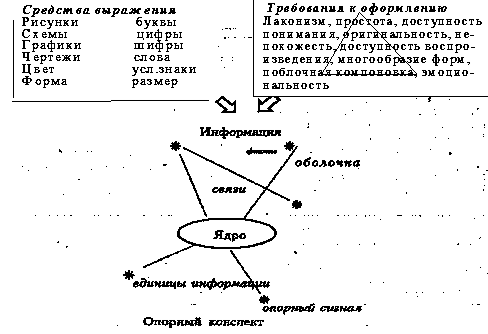 Средства выражения
Рисунки буквы
Схемы цифры
Графики шифры
Чертежи слова
Цвет усл.знаки
Форма размер
Требования к оформлению
Лаконизм, простота, доступность
понимания, оригинальность, не-
похожесть, доступность воспро-
изведения, многообразие форм,
поблочная компоновка, эмоцио-
нальность
Информация
оболочка
связи
Ядро
единицы информации
опорный сигнал
Опорный конспект